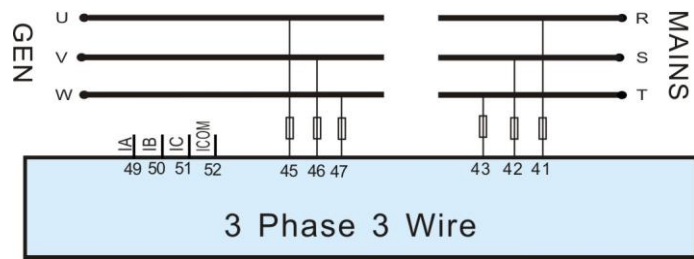 GEN
U
V
W
R
S
T
MAINS
IA
IB
IC
ICOM
49 50 51 52 45 46 47 43 42 41
3 Phase 3 Wire